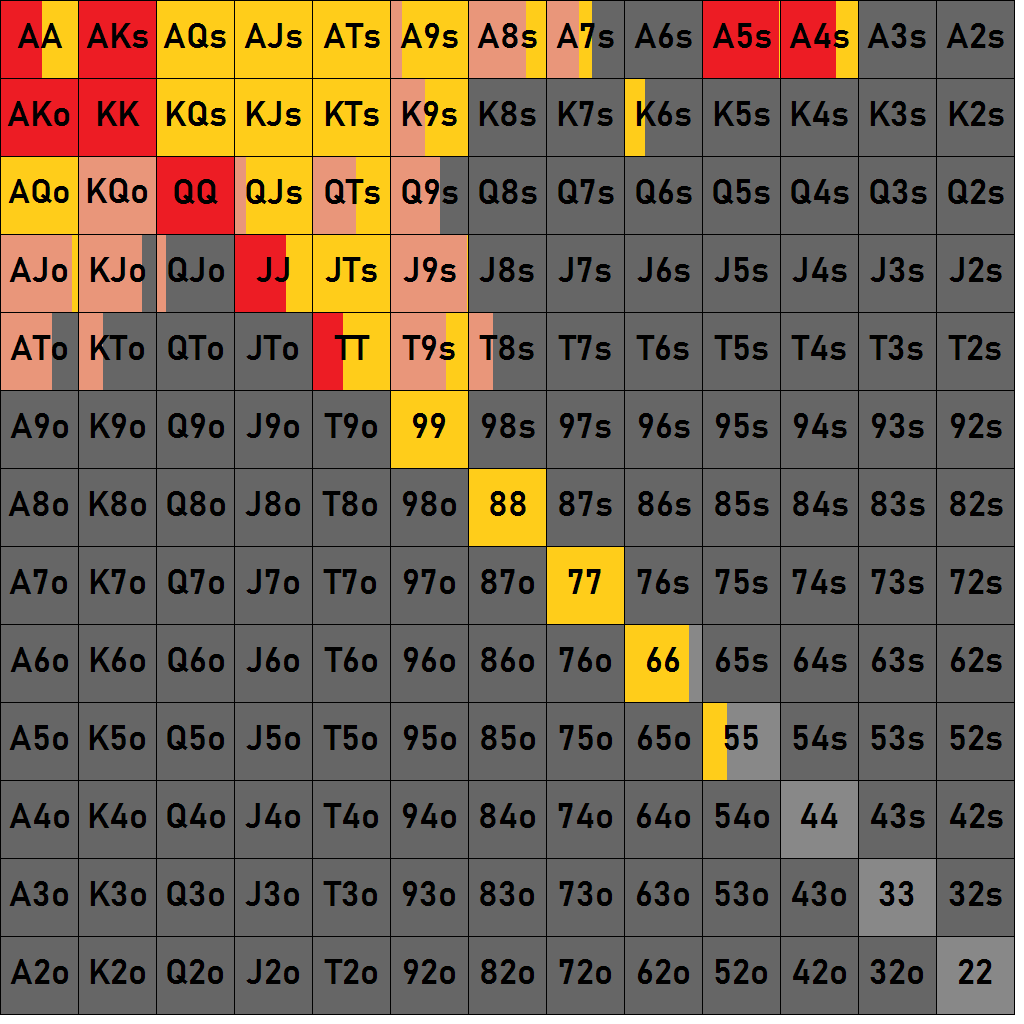 AA AKs AQs AJs ATs A9s A8s A7s A6s A5s A4s A3s A2s
AKo KK KQs KJs KTs K9s K8s K7s K6s K5s K4s K3s K2s
AQo KQo QQ QJs QTs Q9s Q8s Q7s Q6s Q5s Q4s Q3s Q2s
AJo KJo QJo JJ JTs J9s J8s J7s J6s J5s J4s J3s J2s
ATo KTo QTo JTo TT T9s T8s T7s T6s T5s T4s T3s T2s
A9o K9o Q9o J9o T9o 99 98s 97s 96s 95s 94s 93s 92s
A8o K8o Q8o J8o T8o 98o 88 87s 86s 85s 84s 83s 82s
A7o K7o Q7o J7o T7o 97o 87o 77 76s 75s 74s 73s 72s
A6o K6o Q6o J6o T6o 96o 86o 76o 66 65s 64s 63s 62s
A5o K5o Q5o J5o T5o 95o 85o 75o 65o 55 54s 53s 52s
A4o K4o Q4o J4o T4o 94o 84o 74o 64o 54o 44 43s 42s
A3o K3o Q3o J3o T3o 93o 83o 73o 63o 53o 43o 33 32s
A2o K2o Q2o J2o T2o 92o 82o 72o 62o 52o 42o 32o 22